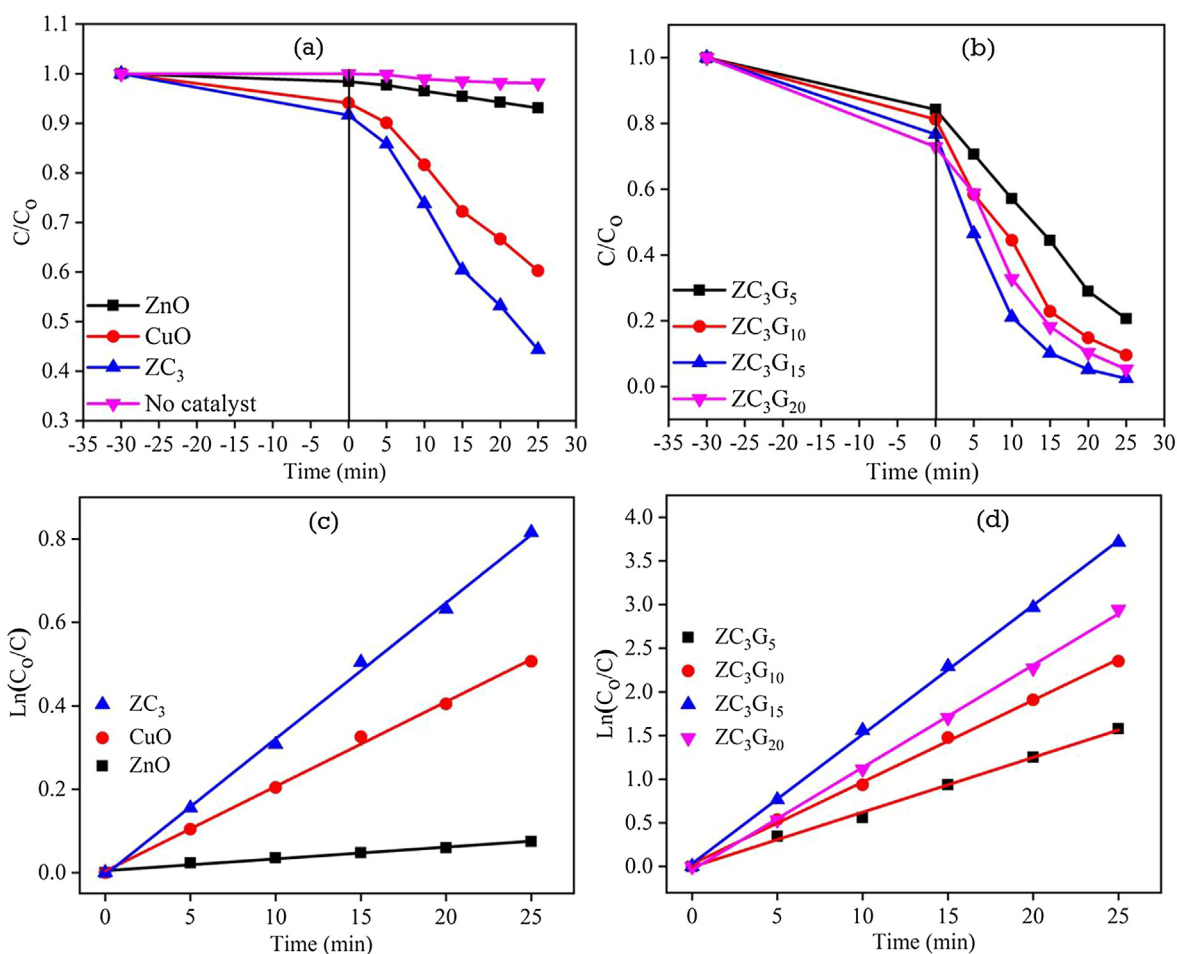 (a)
1.1
1.0
0.9
0.8
0.7
0.6
0.5
0.4
0.3
C/Co
ZnO
CuO
ZC3
No catalyst
-35 -30 -25 -20 -15 -10 -5 0 5 10 15 20 25 30
Time (min)
(b)
1.0
0.8
0.6
0.4
0.2
0.0
C/Co
ZC3G5
ZC3G10
ZC3G15
ZC3G20
-35 -30 -25 -20 -15 -10 -5 0 5 10 15 20 25 30
Time (min)
(c)
0.8
0.6
0.4
0.2
0.0
Ln(Co/C)
ZC3
CuO
ZnO
0 5 10 15 20 25
Time (min)
(d)
4.0
3.5
3.0
2.5
2.0
1.5
1.0
0.5
0.0
Ln(Co/C)
ZC3G5
ZC3G10
ZC3G15
ZC3G20
0 5 10 15 20 25
Time (min)